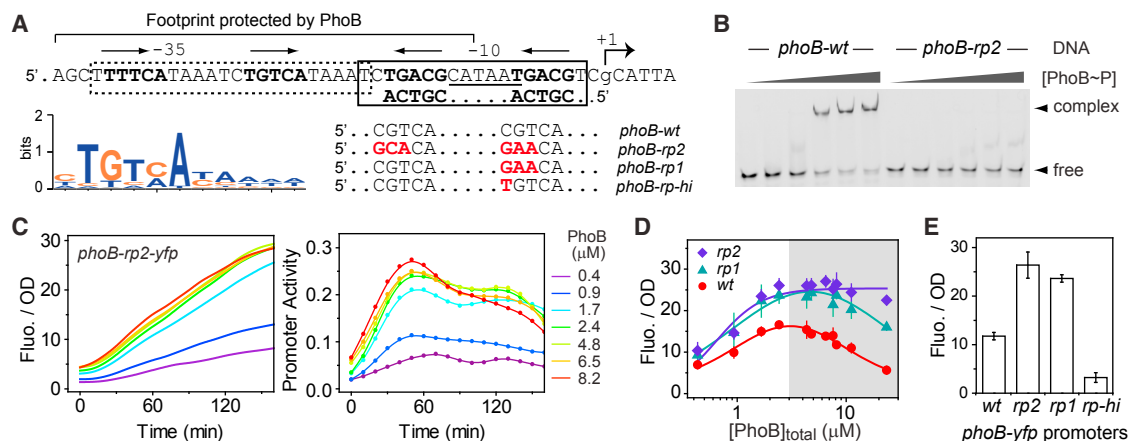 A
Footprint protected by PhoB
-35
-10
+1
5'. AGCTTTTCATAAATCTGTCATAAATCTGACGCATAATGACGTCgCATTA
ACTGC......ACTGC.5'
2
1
0
bits
CTGTCATAAAA
5'.. CGTCA.....CGTCA... phoB-wt
5'.. GCACA.....GAACA... phoB-rp2
5'.. CGTCA.....GAACA... phoB-rp1
5'.. CGTCA.....TGTCA... phoB-rp-hi
B
phoB-wt phoB-rp2 DNA
[PhoB~P]
complex
free
C
phoB-rp2-yfp
Fluo. / OD
30
20
10
0
0 60 120
Time (min)
Promoter Activity
0.3
0.2
0.1
0.0
0 60 120
Time (min)
PhoB
(μM)
0.4
0.9
1.7
2.4
4.8
6.5
8.2
D
Fluo. / OD
30
20
10
0
rp2
rp1
wt
1 10
[PhoB]total (μM)
E
Fluo. / OD
30
20
10
0
wt rp2 rp1 rp-hi
phoB-yfp promoters